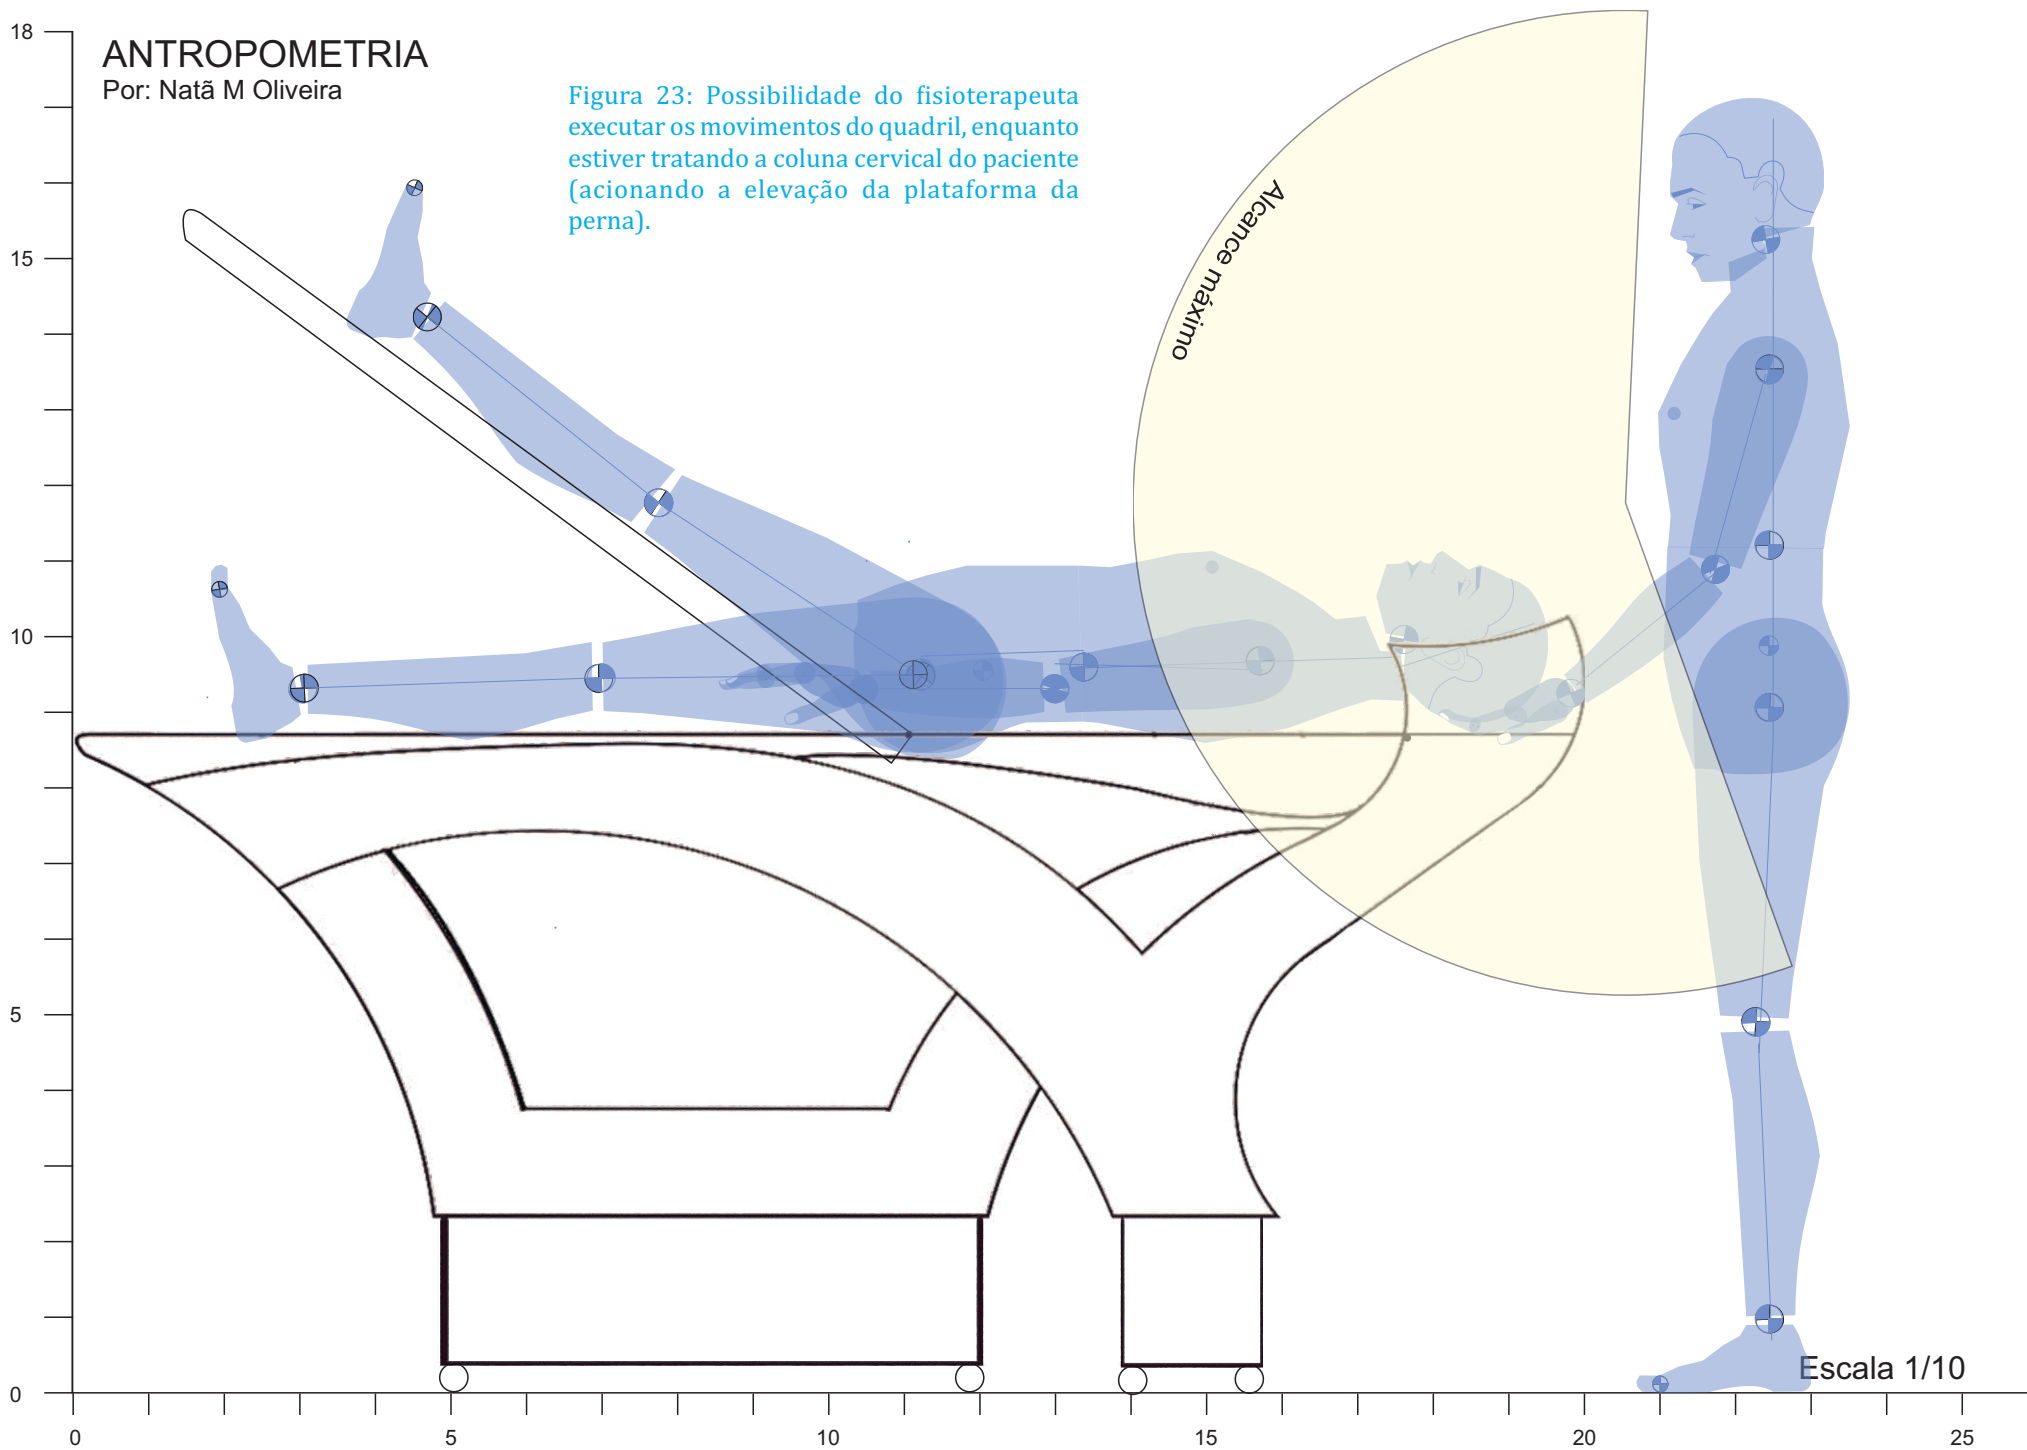 18
ANTROPOMETRIA
Por: Natã M Oliveira
Figura 23: Possibilidade do fisioterapeuta
executar os movimentos do quadril, enquanto
estiver tratando a coluna cervical do paciente
(acionando a elevação da plataforma da
perna).
Alcance máximo
15
10
5
0
Escala 1/10
0 5 10 15 20 25